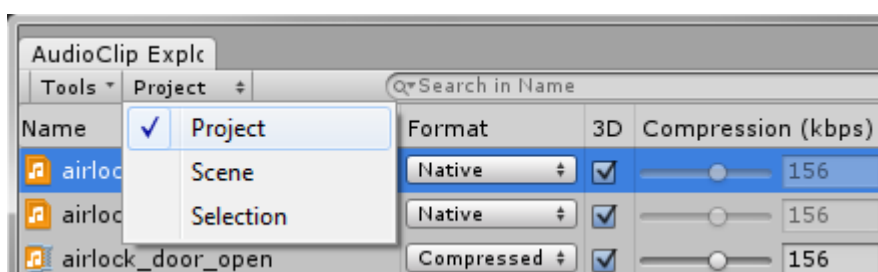 AudioClip Explc
Tools Project Search in Name
Name Format 3D Compression (kbps)
Project
Scene
Selection
airloc Native 156
airloc Native 156
airlock_door_open Compressed 156